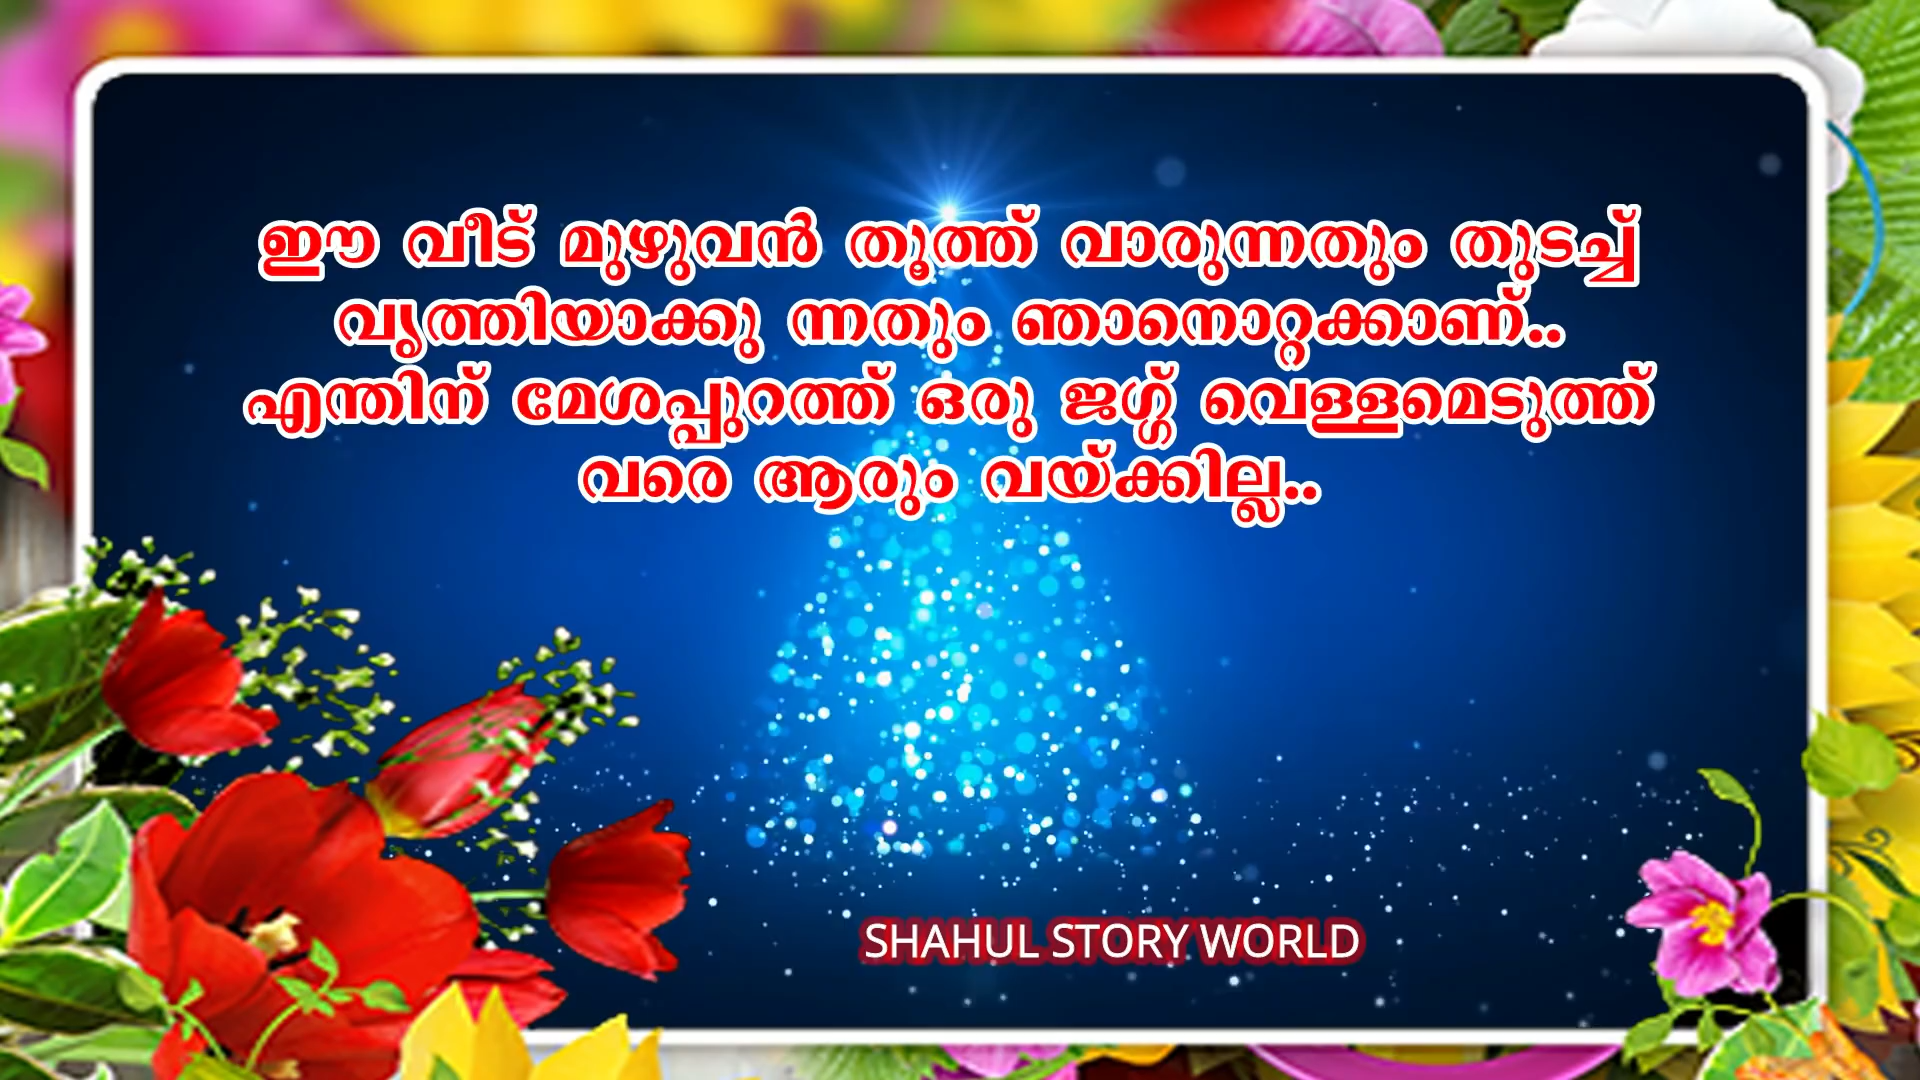 ഈ വീട് മുഴുവൻ തൂത്ത് വാരുന്നതും തുടച്ച്
വൃത്തിയാക്കു ന്നതും ഞാനൊറ്റക്കാണ്..
എന്തിന് മേശപ്പുറത്ത് ഒരു ജഗ്ഗ് വെള്ളമെടുത്ത്
വരെ ആരും വയ്ക്കില്ല..
SHAHUL STORY WORLD